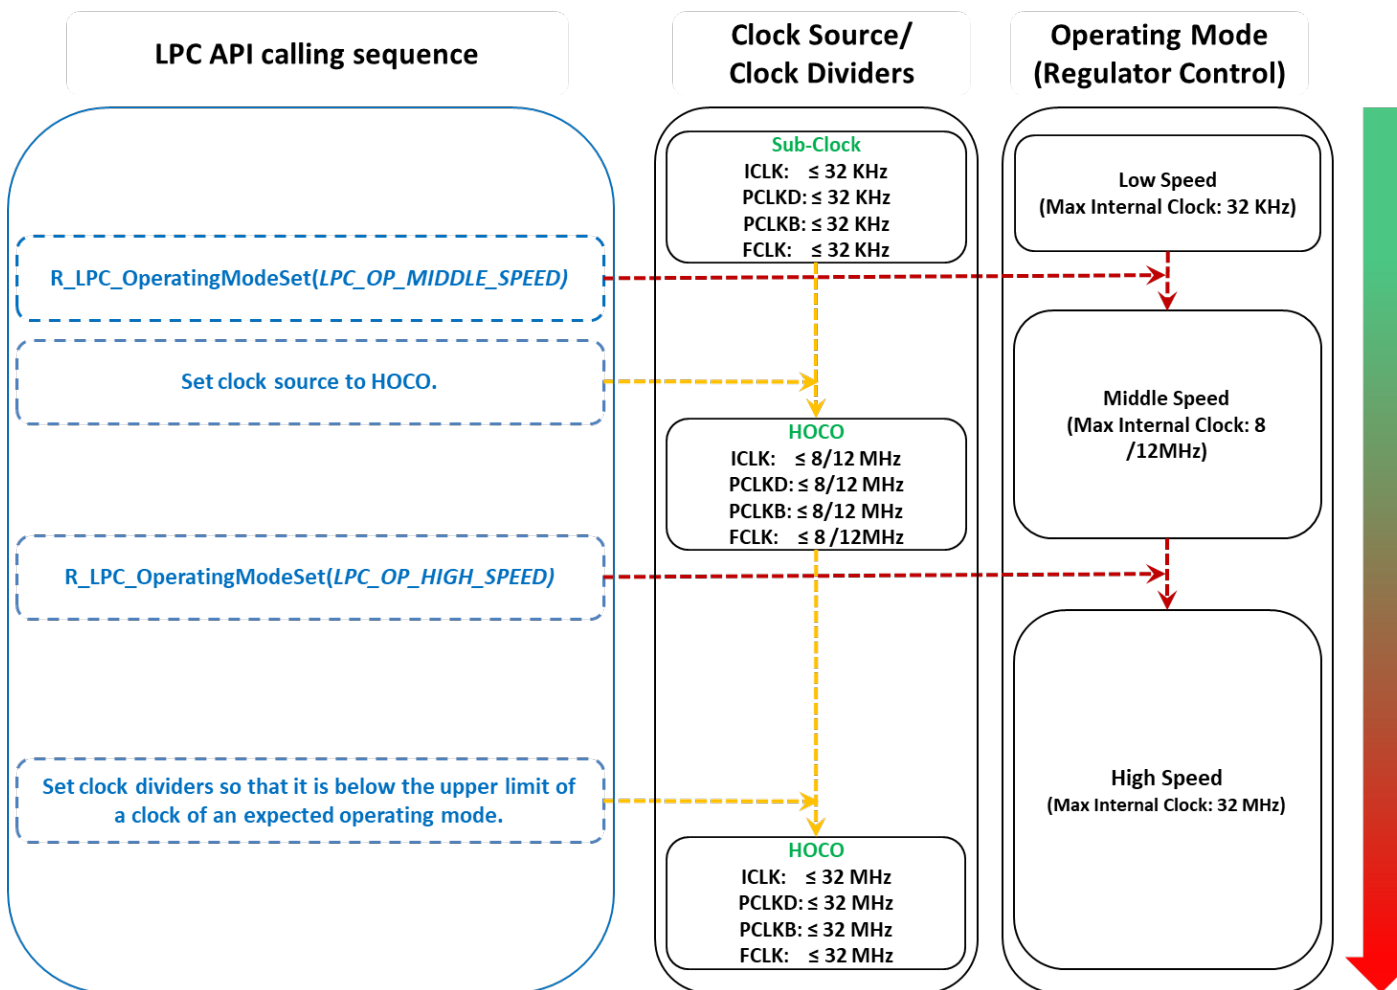 LPC API calling sequence
Clock Source/
Clock Dividers
Operating Mode
(Regulator Control)
Sub-Clock
ICLK: ≤ 32 KHz
PCLKD: ≤ 32 KHz
PCLKB: ≤ 32 KHz
FCLK: ≤ 32 KHz
Low Speed
(Max Internal Clock: 32 KHz)
R_LPC_OperatingModeSet(LPC_OP_MIDDLE_SPEED)
Set clock source to HOCO.
Middle Speed
(Max Internal Clock: 8
/12MHz)
HOCO
ICLK: ≤ 8/12 MHz
PCLKD: ≤ 8/12 MHz
PCLKB: ≤ 8/12 MHz
FCLK: ≤ 8 /12MHz
R_LPC_OperatingModeSet(LPC_OP_HIGH_SPEED)
Set clock dividers so that it is below the upper limit of
a clock of an expected operating mode.
High Speed
(Max Internal Clock: 32 MHz)
HOCO
ICLK: ≤ 32 MHz
PCLKD: ≤ 32 MHz
PCLKB: ≤ 32 MHz
FCLK: ≤ 32 MHz